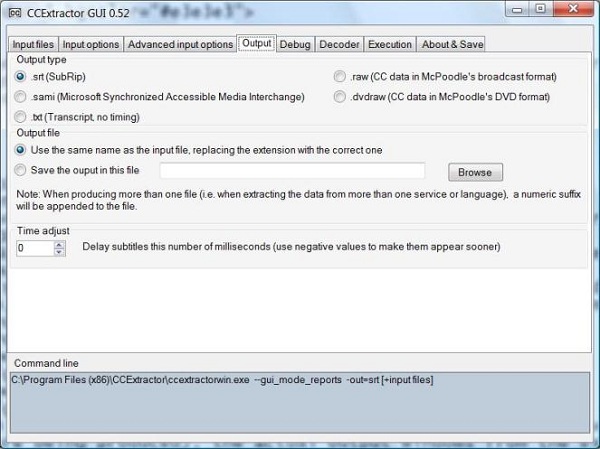 CCExtractor GUI 0.52
Input files Input options Advanced input options Output Debug Decoder Execution About & Save
Output type
.srt (SubRip)
.raw (CC data in McPoodle's broadcast format)
.sami (Microsoft Synchronized Accessible Media Interchange)
.dvdraw (CC data in McPoodle's DVD format)
.txt (Transcript, no timing)
Output file
Use the same name as the input file, replacing the extension with the correct one
Save the ouput in this file
Browse
Note: When producing more than one file (i.e. when extracting the data from more than one service or language), a numeric suffix
will be appended to the file.
Time adjust
0
Delay subtitles this number of milliseconds (use negative values to make them appear sooner)
Command line
C:\Program Files (x86)\CCExtractor\ccextractorwin.exe --gui_mode_reports -out=srt [+input files]